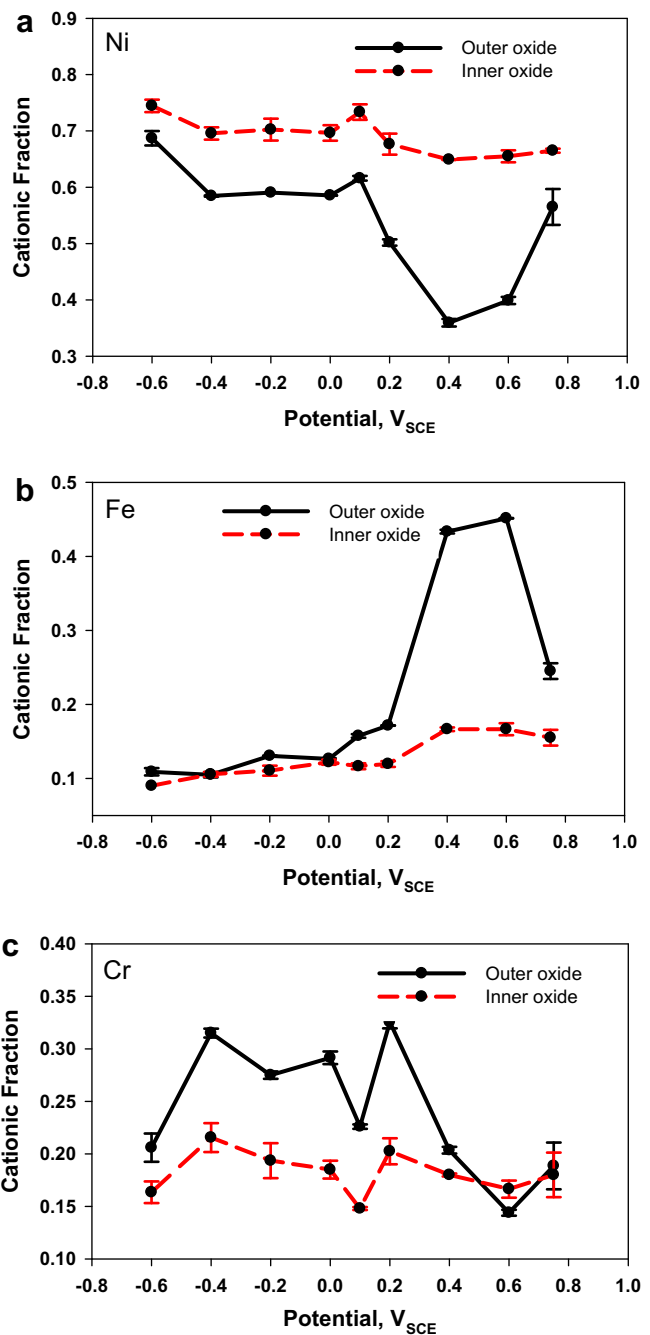 a
Ni
Outer oxide
Inner oxide
0.9
0.8
0.7
0.6
0.5
0.4
0.3
Cationic Fraction
-0.8 -0.6 -0.4 -0.2 0.0 0.2 0.4 0.6 0.8 1.0
Potential, VSCE
b
Fe
Outer oxide
Inner oxide
0.5
0.4
0.3
0.2
0.1
Cationic Fraction
-0.8 -0.6 -0.4 -0.2 0.0 0.2 0.4 0.6 0.8 1.0
Potential, VSCE
c
Cr
Outer oxide
Inner oxide
0.40
0.35
0.30
0.25
0.20
0.15
0.10
Cationic Fraction
-0.8 -0.6 -0.4 -0.2 0.0 0.2 0.4 0.6 0.8 1.0
Potential, VSCE